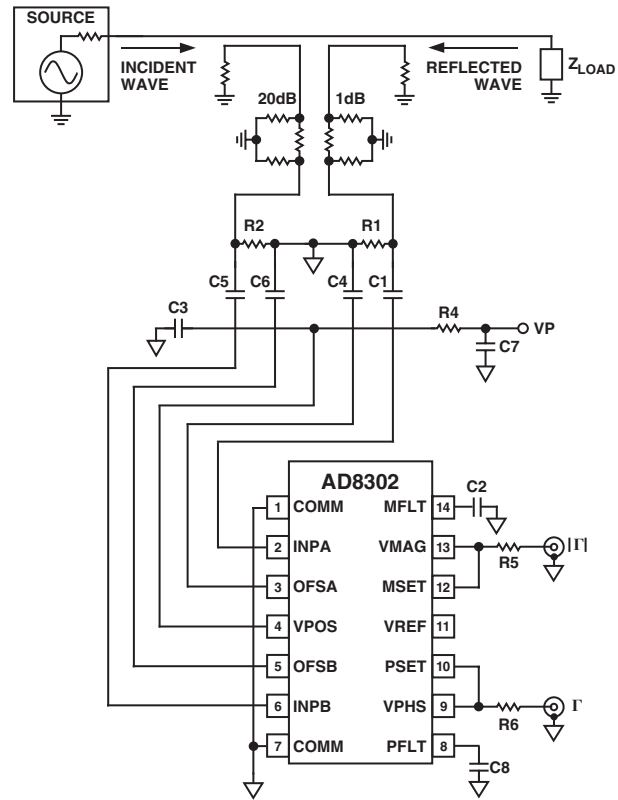 SOURCE
INCIDENT
WAVE
REFLECTED
WAVE
ZLOAD
20dB
1dB
R2
R1
C5
C6
C4
C1
C3
R4
VP
C7
AD8302
1 COMM
MFLT 14
C2
2 INPA
VMAG 13
R5
|Γ|
3 OFSA
MSET 12
4 VPOS
VREF 11
5 OFSB
PSET 10
6 INPB
VPHS 9
R6
Γ
7 COMM
PFLT 8
C8